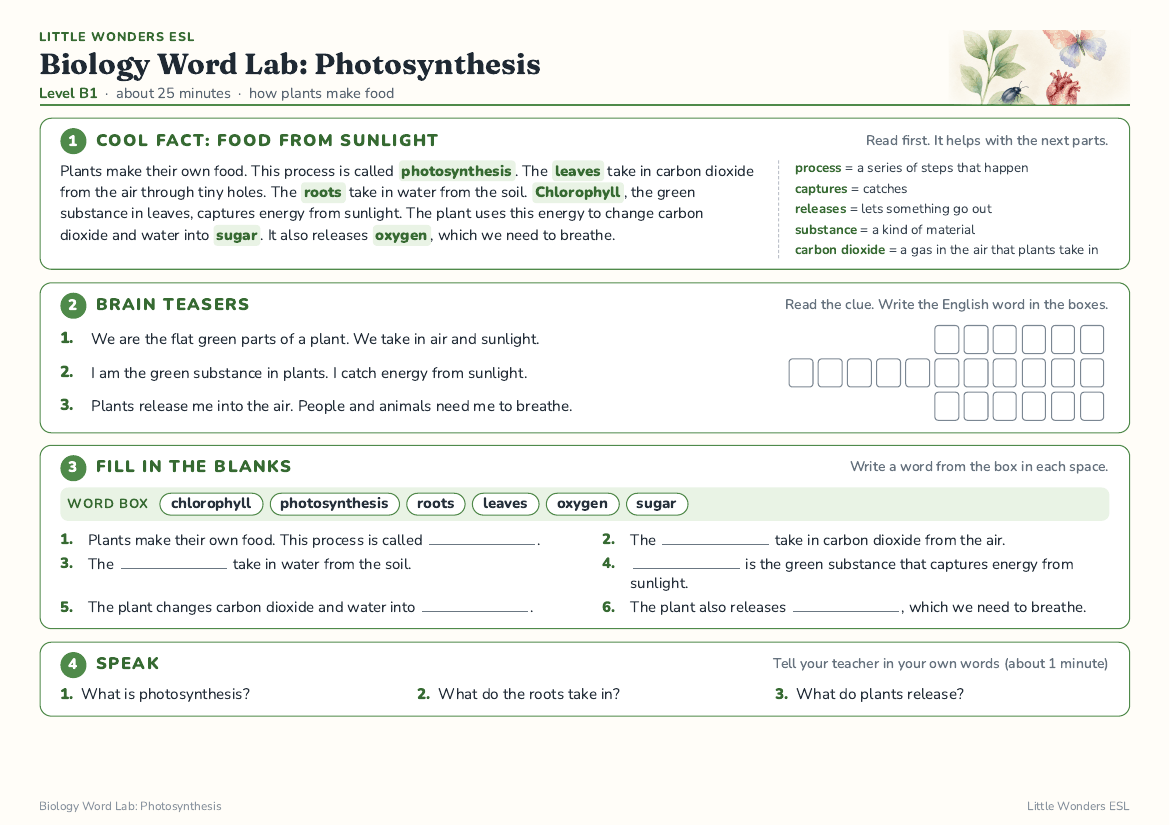 LITTLE WONDERS ESL
Biology Word Lab: Photosynthesis
Level B1 · about 25 minutes · how plants make food
1 COOL FACT: FOOD FROM SUNLIGHT
Read first. It helps with the next parts.
Plants make their own food. This process is called photosynthesis. The leaves take in carbon dioxide
from the air through tiny holes. The roots take in water from the soil. Chlorophyll, the green
substance in leaves, captures energy from sunlight. The plant uses this energy to change carbon
dioxide and water into sugar. It also releases oxygen, which we need to breathe.
process = a series of steps that happen
captures = catches
releases = lets something go out
substance = a kind of material
carbon dioxide = a gas in the air that plants take in
2 BRAIN TEASERS
Read the clue. Write the English word in the boxes.
1. We are the flat green parts of a plant. We take in air and sunlight.
2. I am the green substance in plants. I catch energy from sunlight.
3. Plants release me into the air. People and animals need me to breathe.
3 FILL IN THE BLANKS
Write a word from the box in each space.
WORD BOX chlorophyll photosynthesis roots leaves oxygen sugar
1. Plants make their own food. This process is called ______________.
2. The ______________ take in carbon dioxide from the air.
3. The ______________ take in water from the soil.
4. ______________ is the green substance that captures energy from
sunlight.
5. The plant changes carbon dioxide and water into ______________.
6. The plant also releases ______________, which we need to breathe.
4 SPEAK
Tell your teacher in your own words (about 1 minute)
1. What is photosynthesis?
2. What do the roots take in?
3. What do plants release?
Biology Word Lab: Photosynthesis
Little Wonders ESL